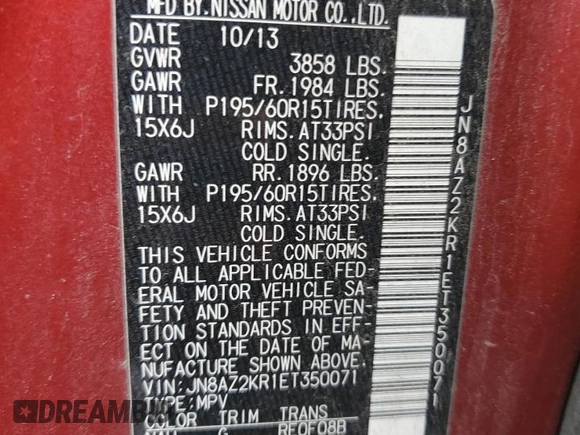 MFD BY.NISSAN MOTOR CO.,LTD.
DATE 10/13
GVWR 3858 LBS.
GAWR FR.1984 LBS.
WITH P195/60R15TIRES,
15X6J RIMS.AT33PSI
COLD SINGLE.
GAWR RR.1896 LBS.
WITH P195/60R15TIRES,
15X6J RIMS.AT33PSI
COLD SINGLE.
THIS VEHICLE CONFORMS
TO ALL APPLICABLE FED-
ERAL MOTOR VEHICLE SA-
FETY AND THEFT PREVEN-
TION STANDARDS IN EFF-
ECT ON THE DATE OF MA-
NUFACTURE SHOWN ABOVE.
VIN:JN8AZ2KR1ET350071
TYPE:MPV
COLOR TRIM TRANS
NAH G RE0F08B
JN8AZ2KR1ET350071
DREAMBIDCARS.COM